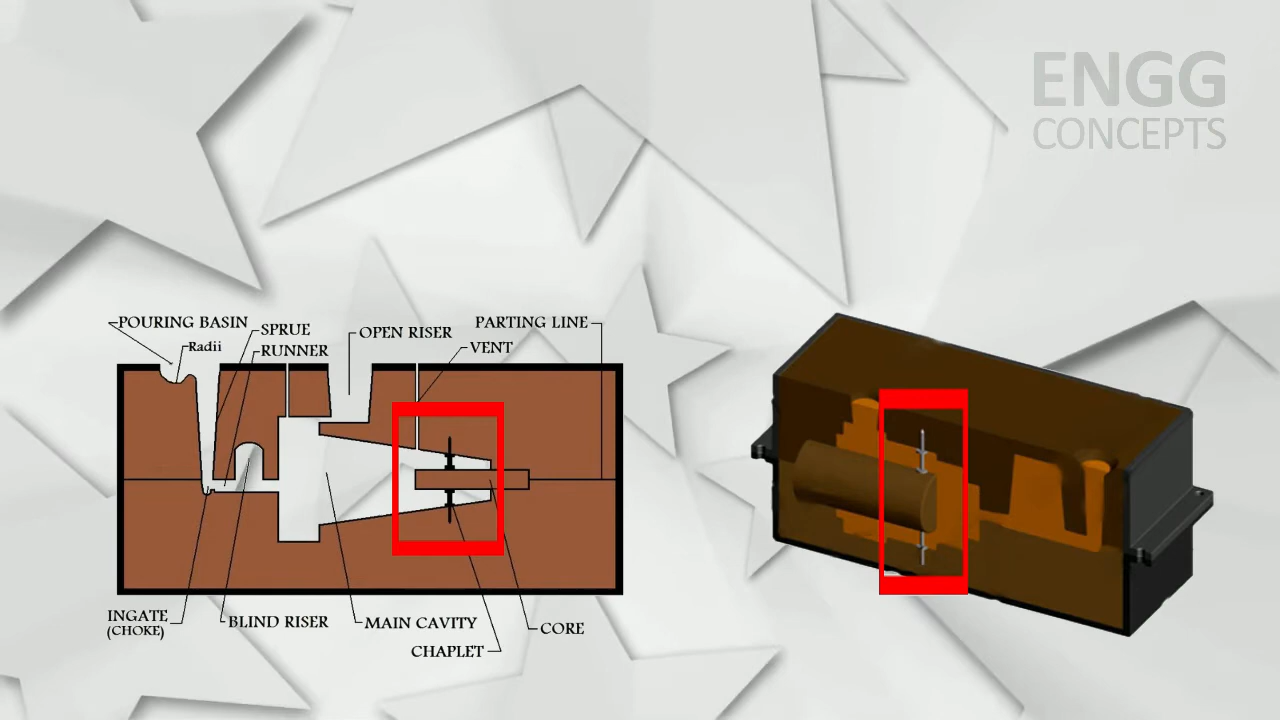 ENGG
CONCEPTS
POURING BASIN
Radii
SPRUE
RUNNER
OPEN RISER
PARTING LINE
VENT
INGATE
(CHOKE)
BLIND RISER
MAIN CAVITY
CHAPLET
CORE